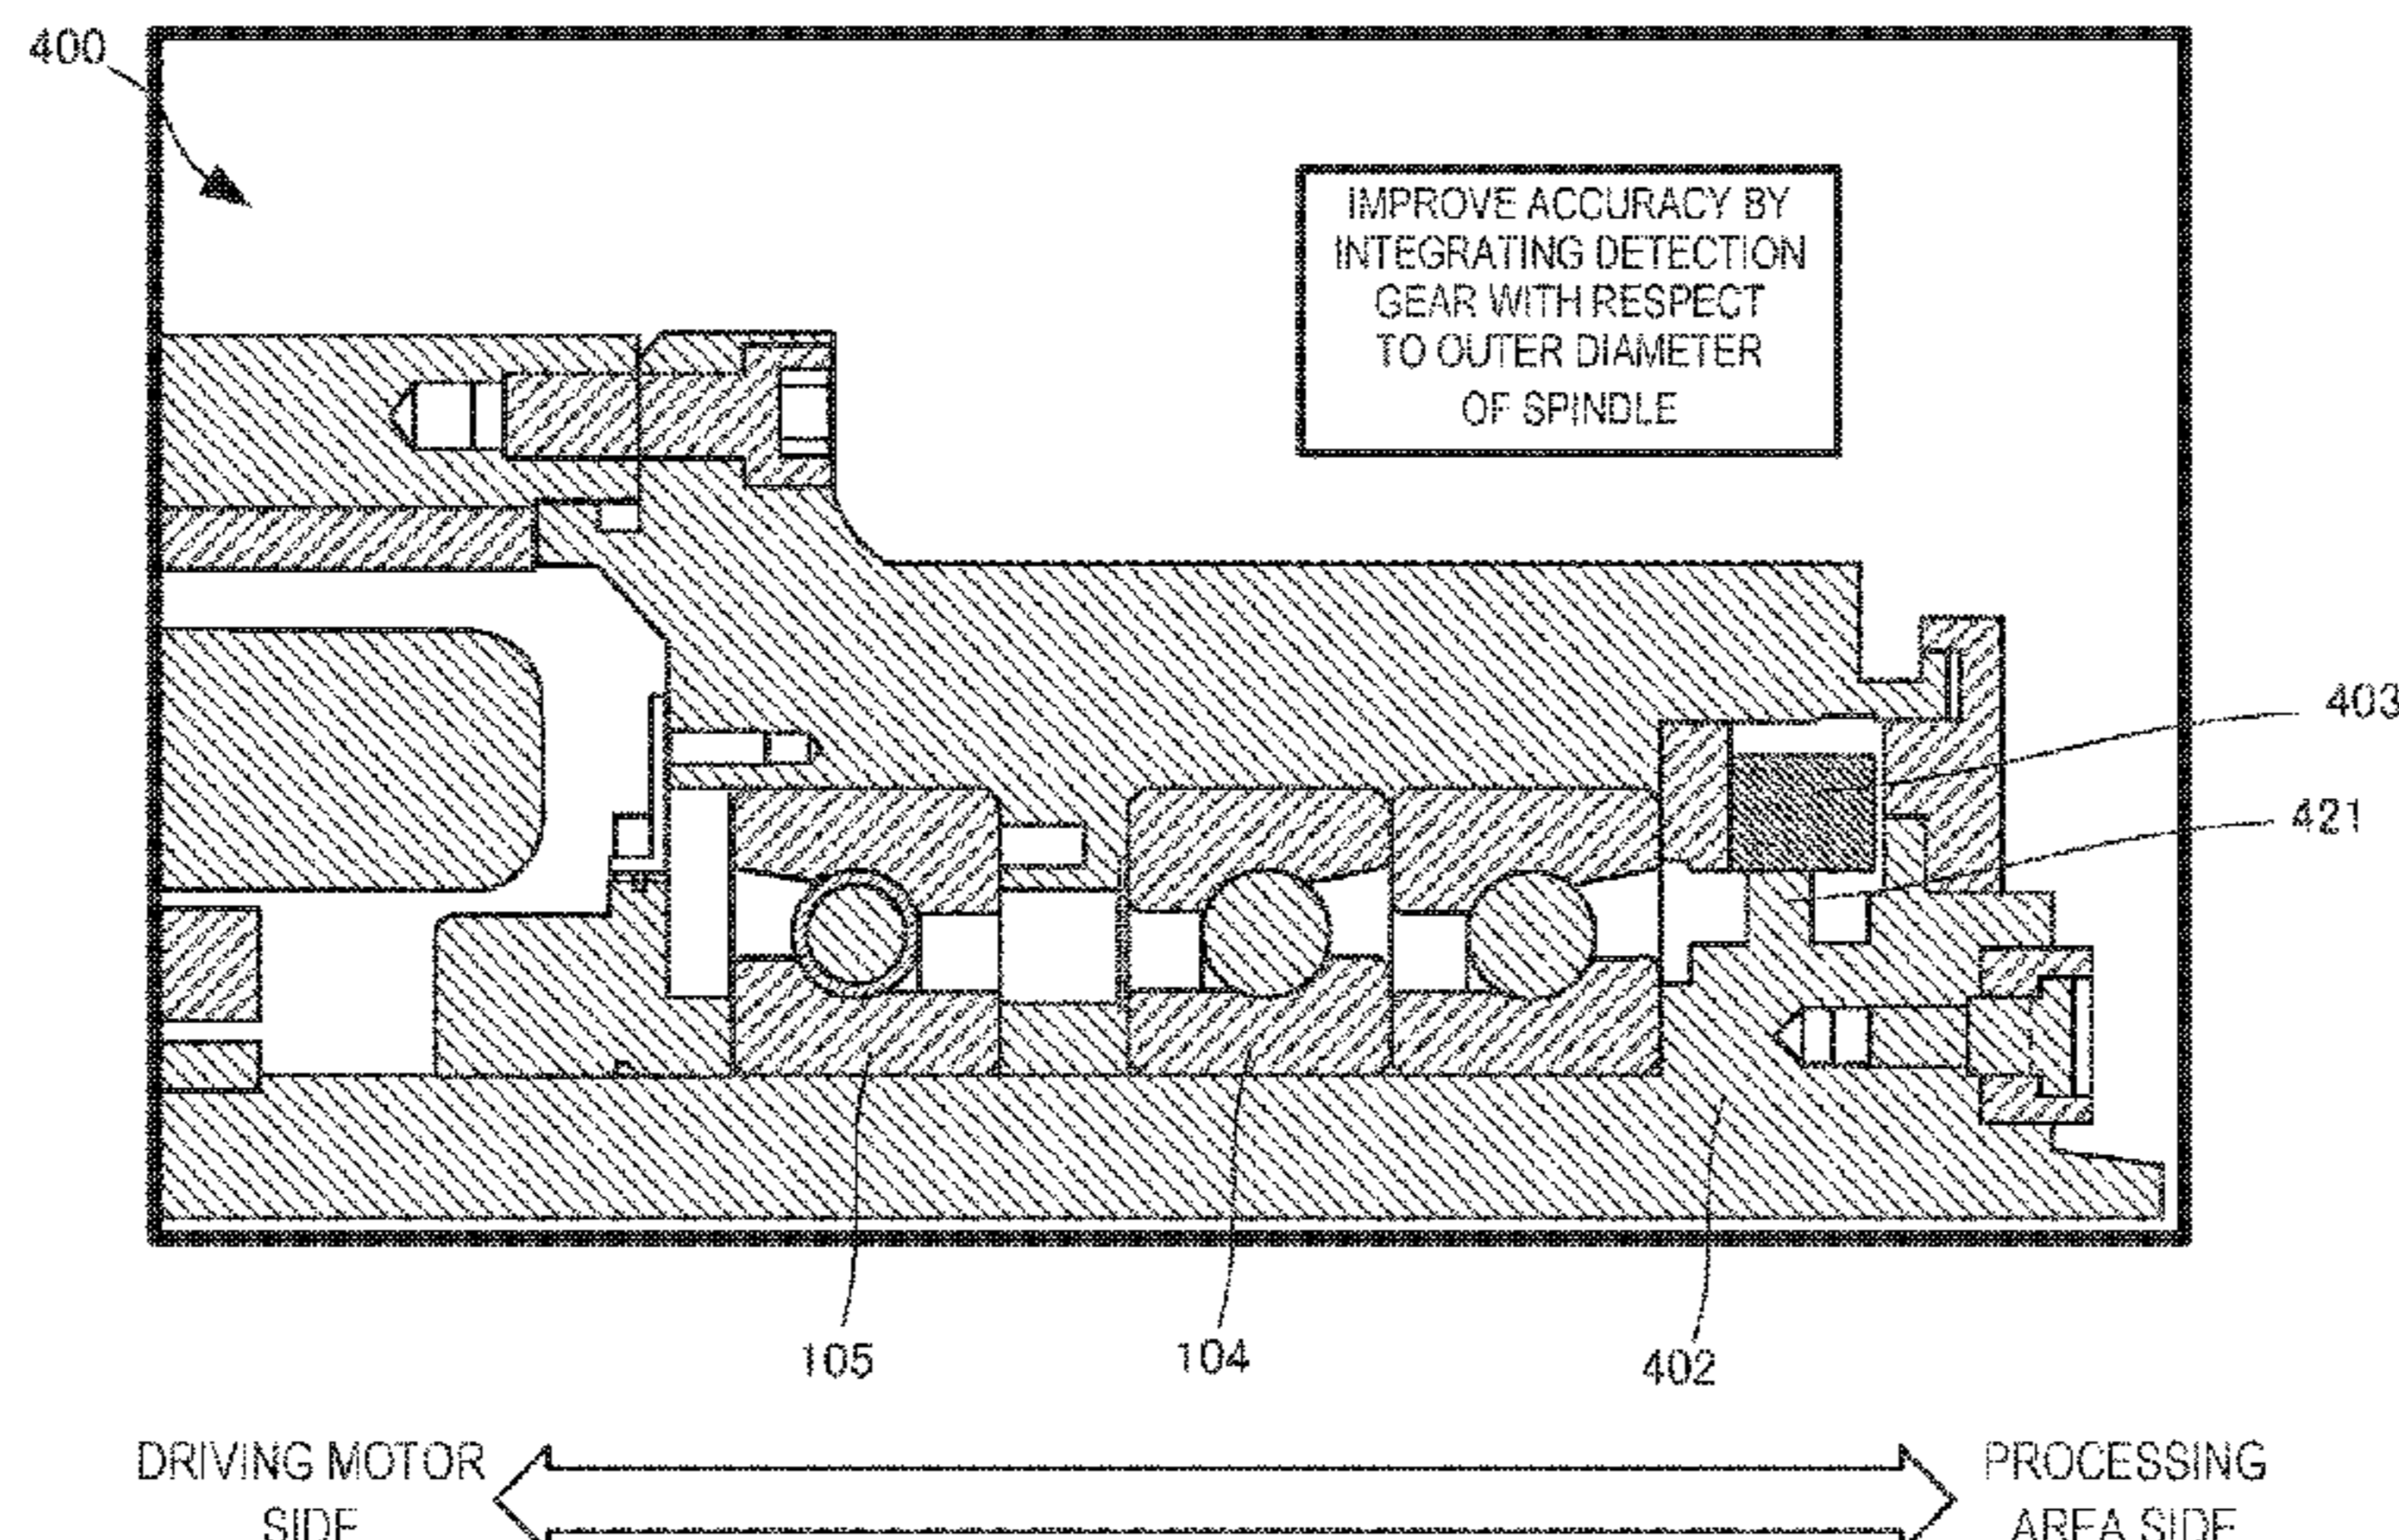 400
IMPROVE ACCURACY BY
INTEGRATING DETECTION
GEAR WITH RESPECT
TO OUTER DIAMETER
OF SPINDLE
403
421
105
104
402
DRIVING MOTOR
SIDE
PROCESSING
AREA SIDE